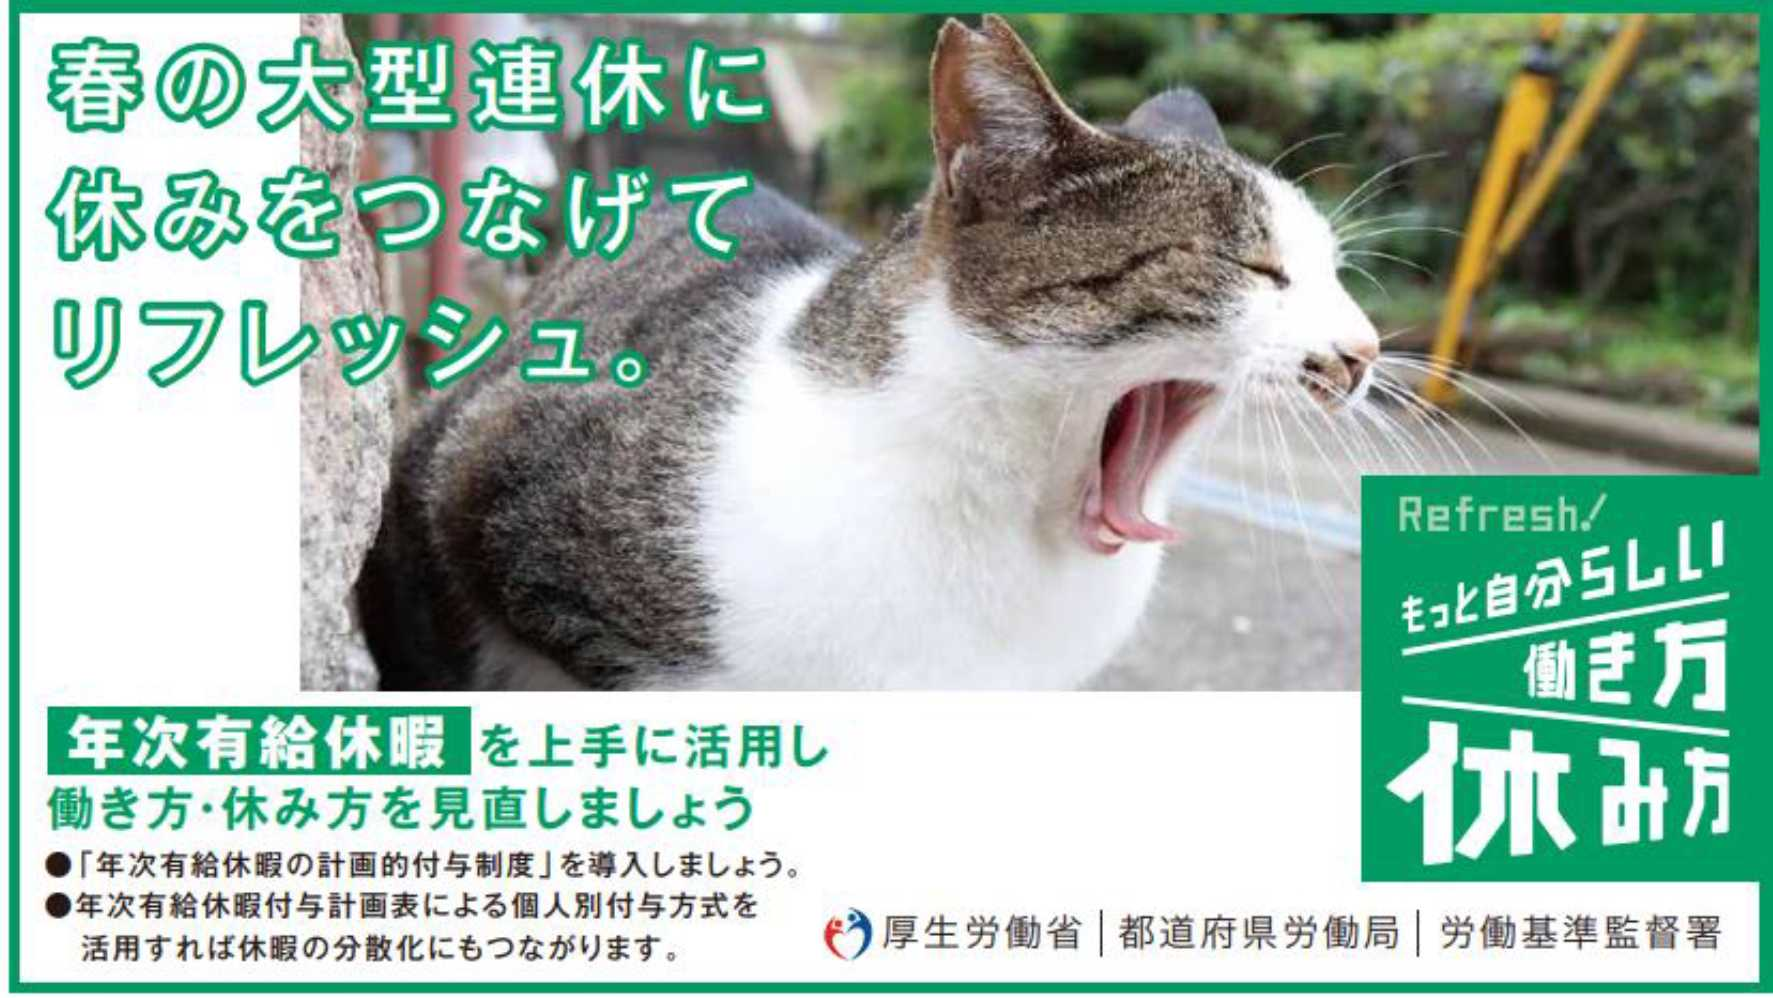 春の大型連休に
休みをつなげて
リフレッシュ。
Refresh!
もっと自分らしい
働き方
休み方
年次有給休暇を上手に活用し
働き方・休み方を見直しましょう
●「年次有給休暇の計画的付与制度」を導入しましょう。
●年次有給休暇付与計画表による個人別付与方式を
活用すれば休暇の分散化にもつながります。
厚生労働省｜都道府県労働局｜労働基準監督署